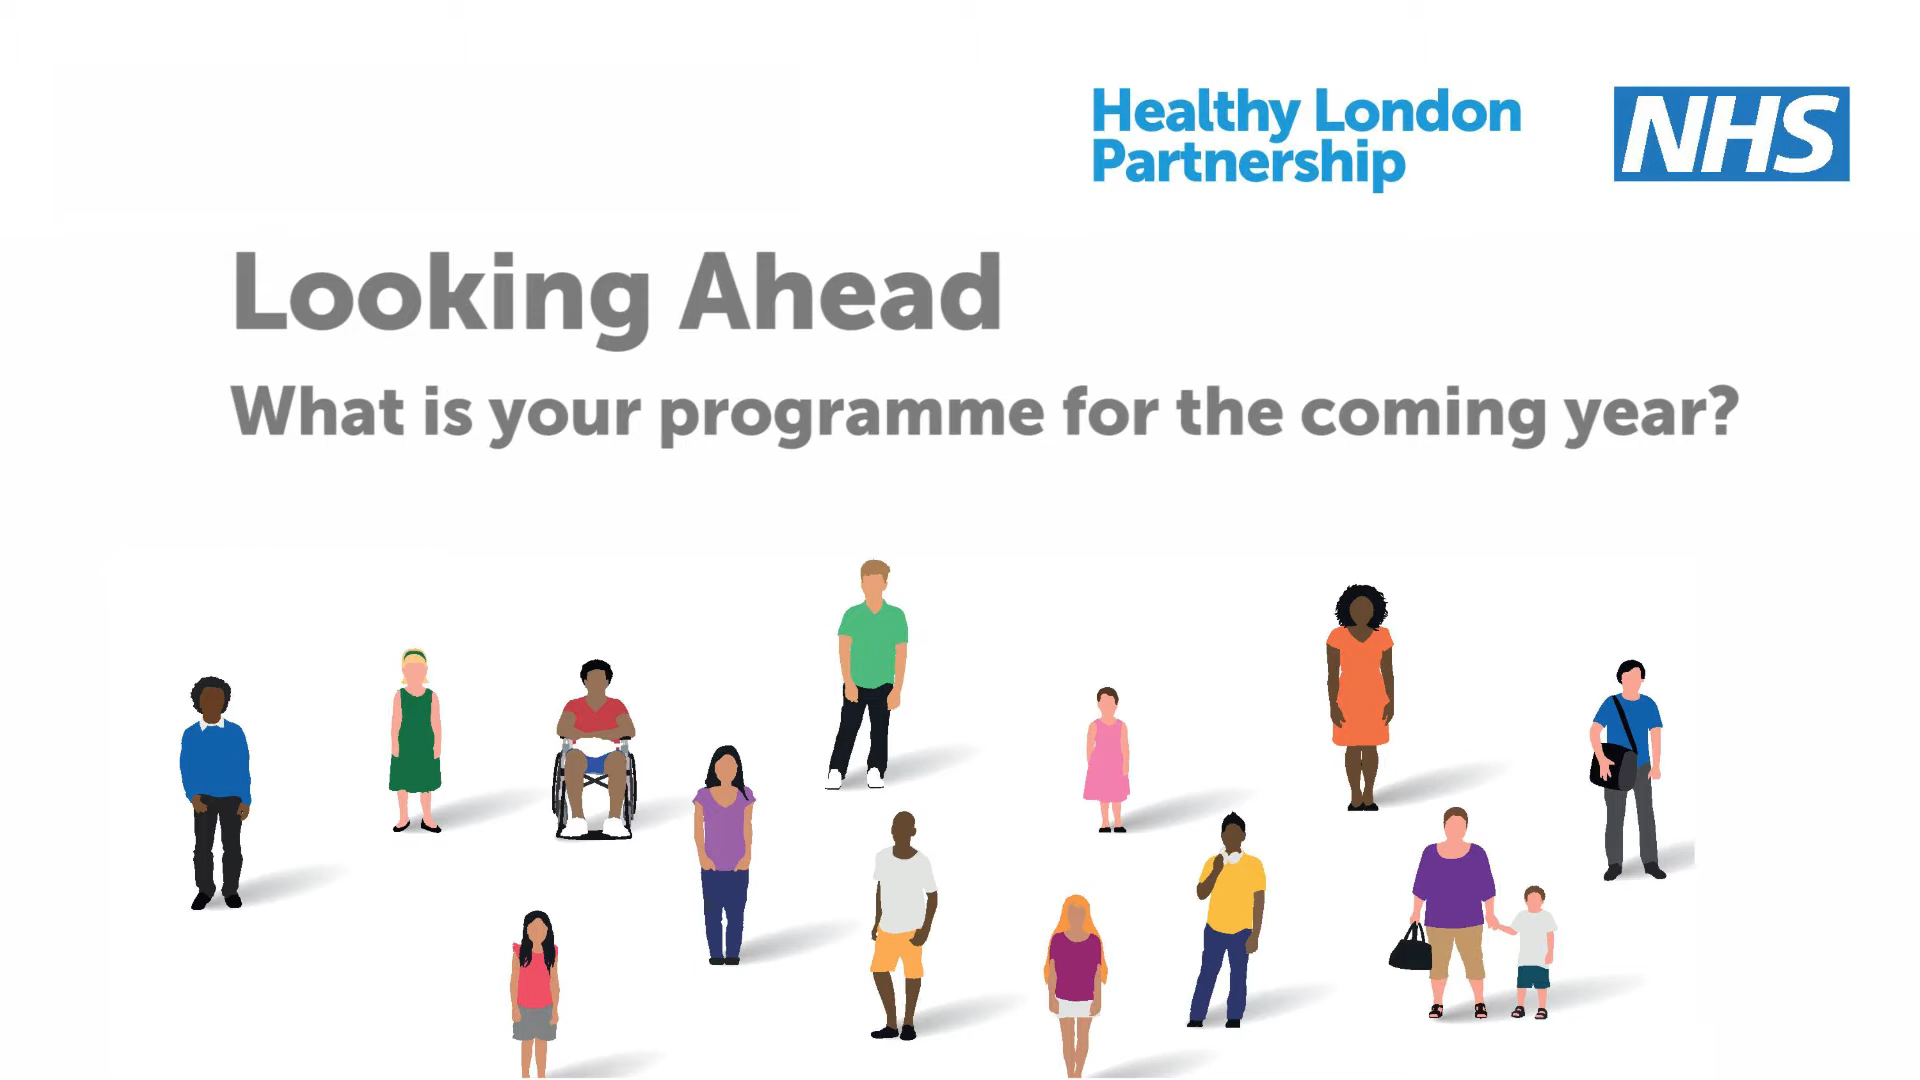 Healthy London
Partnership
NHS
Looking Ahead
What is your programme for the coming year?